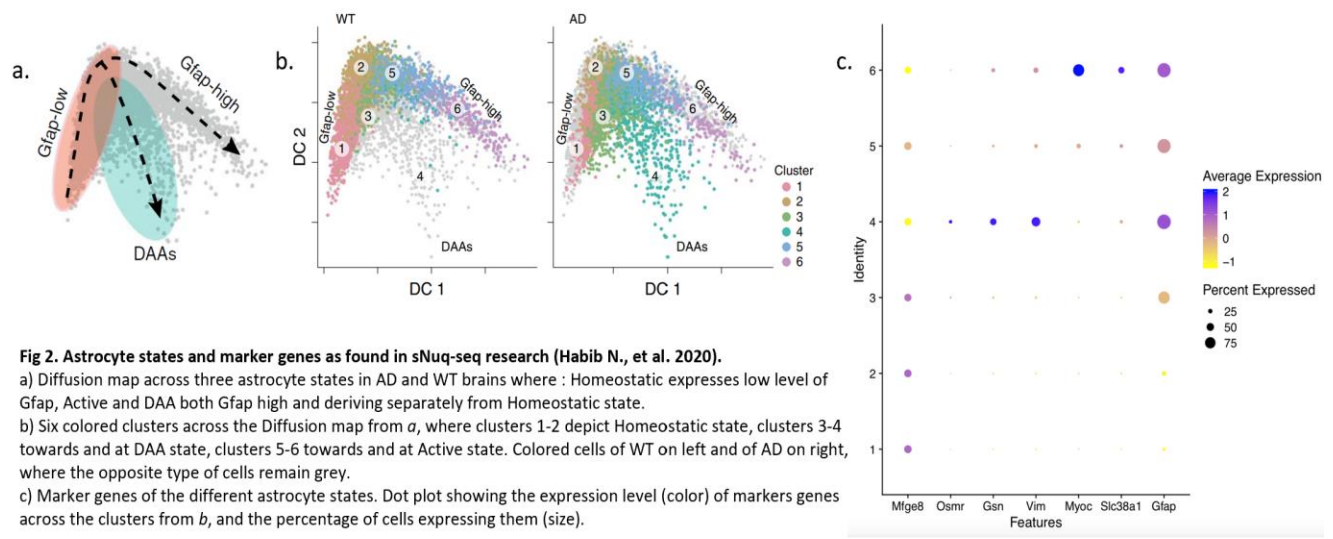 a.
Gfap-low
Gfap-high
DAAs
b.
WT
DC 2
Gfap-low
Gfap-high
1
2
3
4
5
6
DAAs
DC 1
AD
Gfap-low
Gfap-high
1
2
3
4
5
6
DAAs
DC 1
Cluster
1
2
3
4
5
6
c.
Identity
6
5
4
3
2
1
Mfge8 Osmr Gsn Vim Myoc Slc38a1 Gfap
Features
Average Expression
2
1
0
−1
Percent Expressed
25
50
75
Fig 2. Astrocyte states and marker genes as found in sNuq-seq research (Habib N., et al. 2020).
a) Diffusion map across three astrocyte states in AD and WT brains where : Homeostatic expresses low level of
Gfap, Active and DAA both Gfap high and deriving separately from Homeostatic state.
b) Six colored clusters across the Diffusion map from a, where clusters 1-2 depict Homeostatic state, clusters 3-4
towards and at DAA state, clusters 5-6 towards and at Active state. Colored cells of WT on left and of AD on right,
where the opposite type of cells remain grey.
c) Marker genes of the different astrocyte states. Dot plot showing the expression level (color) of markers genes
across the clusters from b, and the percentage of cells expressing them (size).